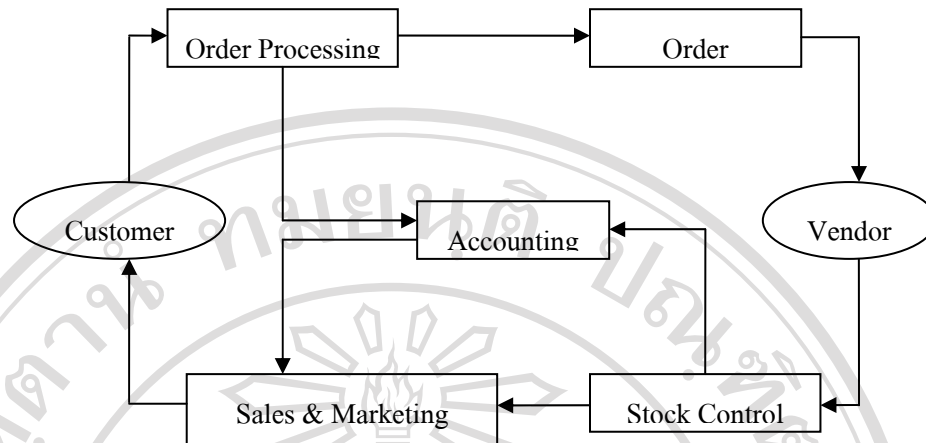 Order Processing
Order
Customer
Accounting
Vendor
Sales & Marketing
Stock Control